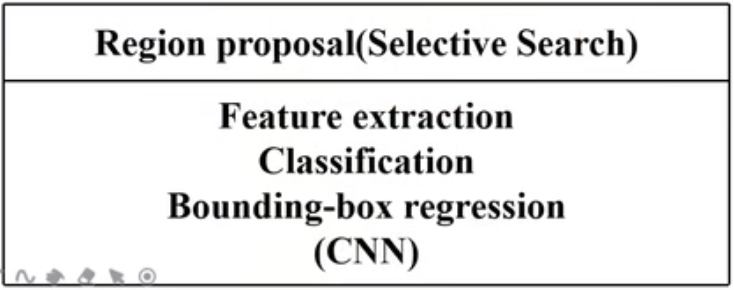 Region proposal(Selective Search)
Feature extraction
Classification
Bounding-box regression
(CNN)